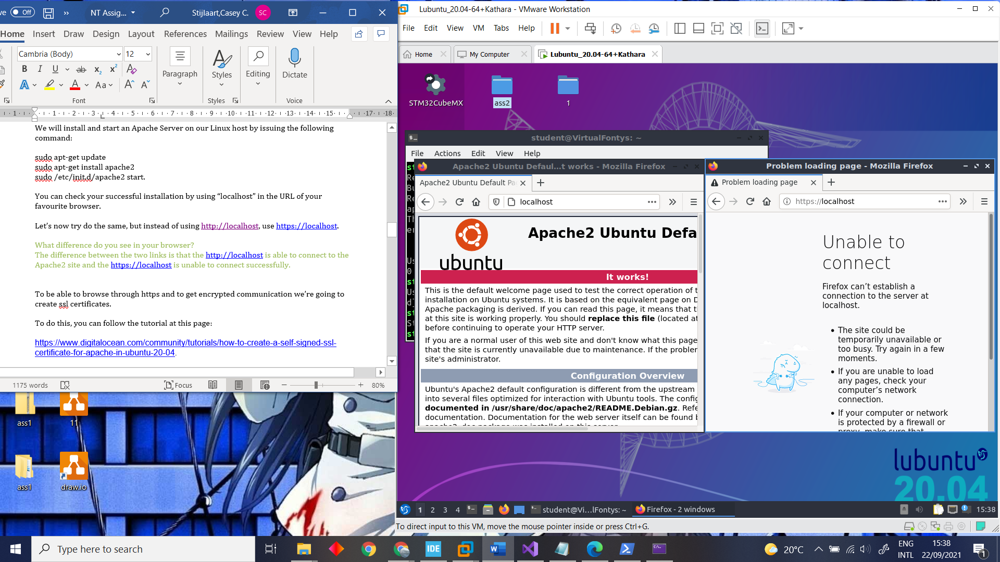 Off
NT Assig...
Stijlaart,Casey C.
SC
Home Insert Draw Design Layout References Mailings Review View Help
Cambria (Body) 12
Paragraph
Styles
Editing
Dictate
Font
Styles
Voice
We will install and start an Apache Server on our Linux host by issuing the following
command:
sudo apt-get update
sudo apt-get install apache2
sudo /etc/init.d/apache2 start.
You can check your successful installation by using “localhost” in the URL of your
favourite browser.
Let’s now try do the same, but instead of using http://localhost, use https://localhost.
What difference do you see in your browser?
The difference between the two links is that the http://localhost is able to connect to the
Apache2 site and the https://localhost is unable to connect successfully.
To be able to browse through https and to get encrypted communication we’re going to
create ssl certificates.
To do this, you can follow the tutorial at this page:
https://www.digitalocean.com/community/tutorials/how-to-create-a-self-signed-ssl-
certificate-for-apache-in-ubuntu-20-04.
1175 words
Focus
80%
ass1
11
ass1
draw.io
Lubuntu_20.04-64+Kathara - VMware Workstation
File Edit View VM Tabs Help
Home
My Computer
Lubuntu_20.04-64+Kathara
STM32CubeMX
ass2
1
student@VirtualFontys: ~
File Actions Edit View Help
Apache2 Ubuntu Defaul...t works - Mozilla Firefox
Apache2 Ubuntu Default Pa
localhost
ubuntu
Apache2 Ubuntu Defa
It works!
This is the default welcome page used to test the correct operation of t
installation on Ubuntu systems. It is based on the equivalent page on D
Apache packaging is derived. If you can read this page, it means that t
at this site is working properly. You should replace this file (located at
before continuing to operate your HTTP server.
If you are a normal user of this web site and don't know what this page
that the site is currently unavailable due to maintenance. If the problem
site's administrator.
Configuration Overview
Ubuntu's Apache2 default configuration is different from the upstream
into several files optimized for interaction with Ubuntu tools. The config
documented in /usr/share/doc/apache2/README.Debian.gz. Refe
documentation. Documentation for the web server itself can be found b
Problem loading page - Mozilla Firefox
Problem loading page
https://localhost
Unable to
connect
Firefox can’t establish a
connection to the server at
localhost.
• The site could be
temporarily unavailable or
too busy. Try again in a few
moments.
• If you are unable to load
any pages, check your
computer’s network
connection.
• If your computer or network
is protected by a firewall or
lubuntu
20.04
1 2 3 4
student@Vi...lFontys: ~
Firefox - 2 windows
15:38
To direct input to this VM, move the mouse pointer inside or press Ctrl+G.
Type here to search
IDE
20°C
ENG
INTL
15:38
22/09/2021
1